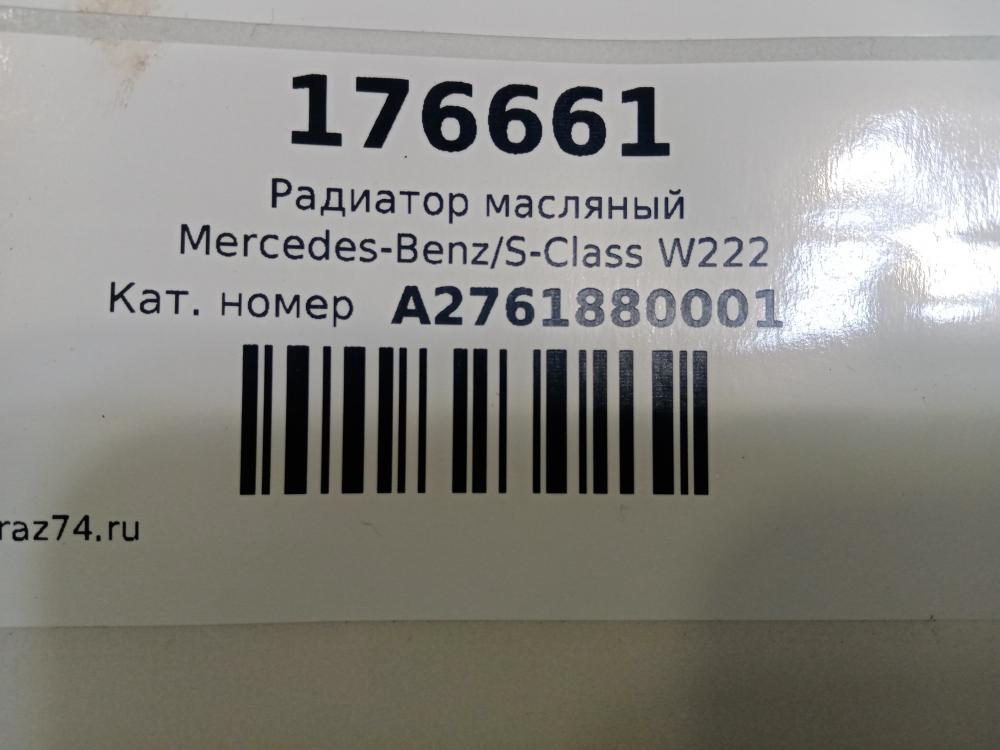 176661
Радиатор масляный
Mercedes-Benz/S-Class W222
Кат. номер A2761880001
raz74.ru